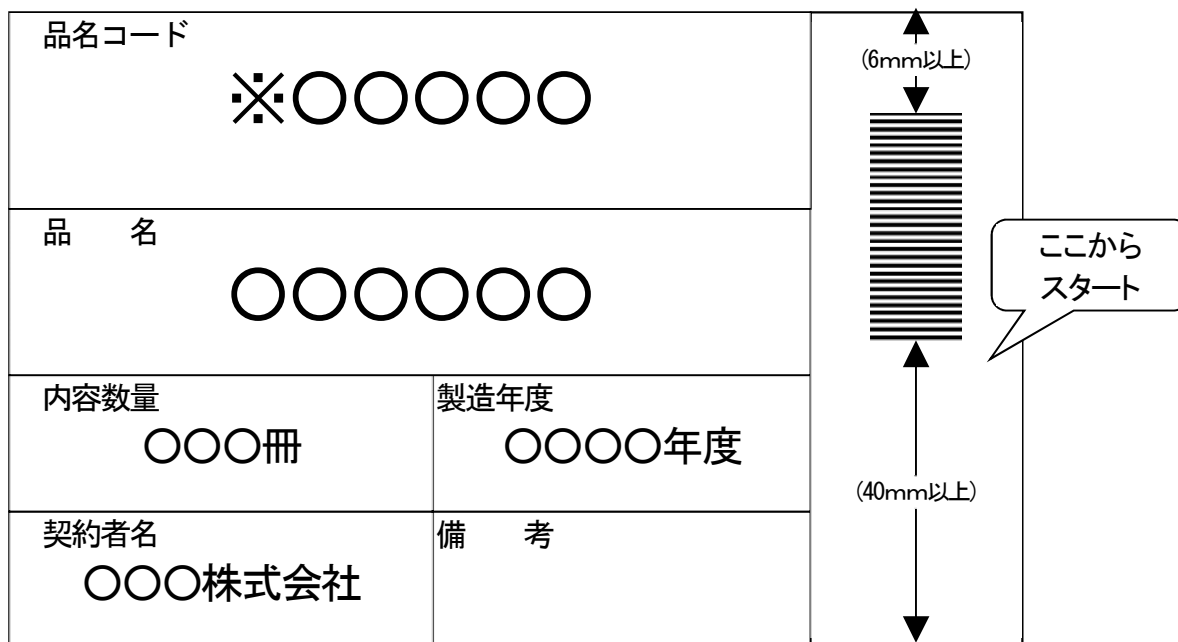 品名コード
※○○○○○
品　　名
○○○○○○
内容数量
○○○冊
製造年度
○○○○年度
契約者名
○○○株式会社
備　　考
(6mm以上)
ここから
スタート
(40mm以上)